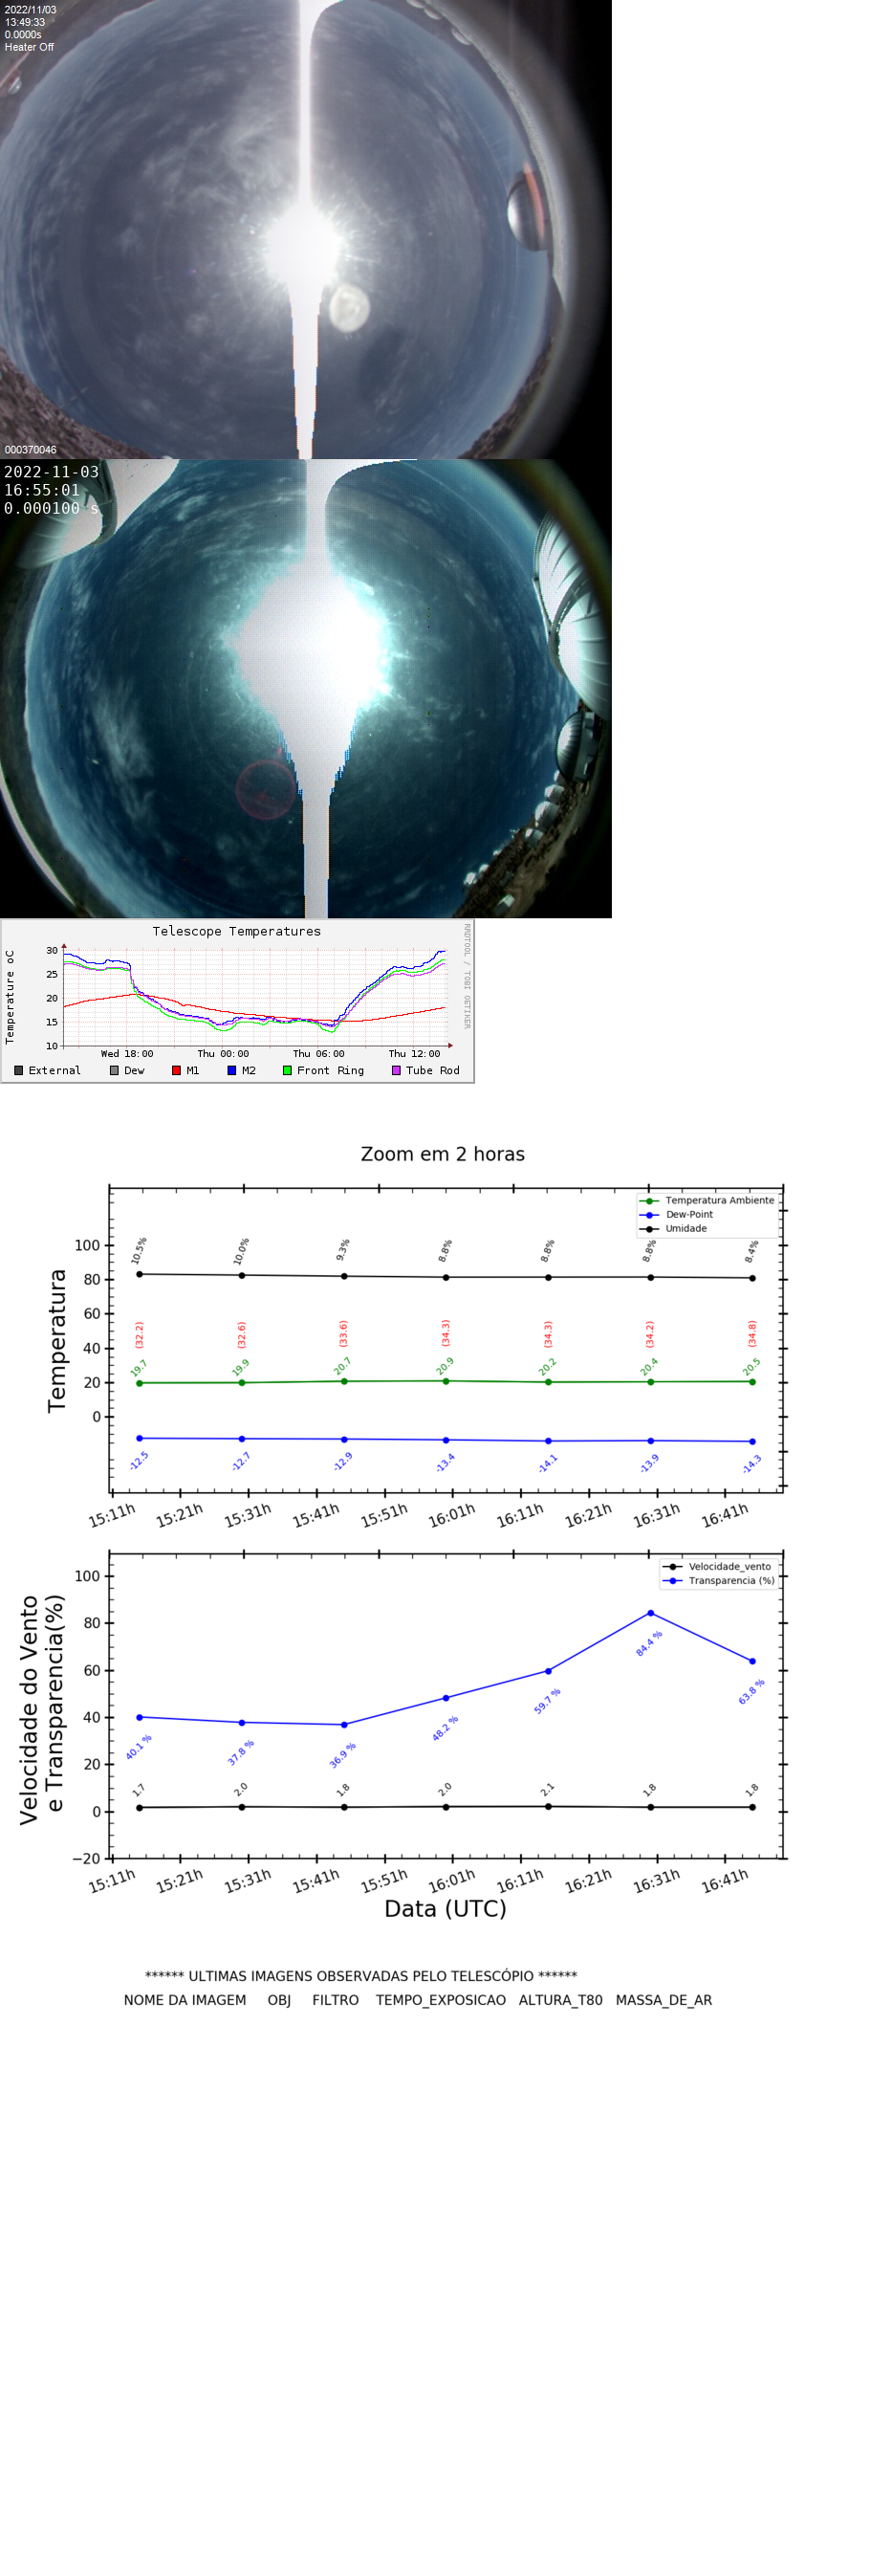 2022/11/03
13:49:33
0.0000s
Heater Off
000370046
2022-11-03
16:55:01
0.000100 s
Telescope Temperatures
RRDTOOL / TOBI OETIKER
Temperature oC
30
25
20
15
10
Wed 18:00 Thu 00:00 Thu 06:00 Thu 12:00
External Dew M1 M2 Front Ring Tube Rod
Zoom em 2 horas
Temperatura Ambiente
Dew-Point
Umidade
Temperatura
100
80
60
40
20
0
10.5% 10.0% 9.3% 8.8% 8.8% 8.8% 8.4%
(32.2) (32.6) (33.6) (34.3) (34.3) (34.2) (34.8)
19.7 19.9 20.7 20.9 20.2 20.4 20.5
-12.5 -12.7 -12.9 -13.4 -14.1 -13.9 -14.3
15:11h 15:21h 15:31h 15:41h 15:51h 16:01h 16:11h 16:21h 16:31h 16:41h
Velocidade_vento
Transparencia (%)
Velocidade do Vento
e Transparencia(%)
100
80
60
40
20
0
−20
40.1 % 37.8 % 36.9 % 48.2 % 59.7 % 84.4 % 63.8 %
1.7 2.0 1.8 2.0 2.1 1.8 1.8
15:11h 15:21h 15:31h 15:41h 15:51h 16:01h 16:11h 16:21h 16:31h 16:41h
Data (UTC)
****** ULTIMAS IMAGENS OBSERVADAS PELO TELESCÓPIO ******
NOME DA IMAGEM OBJ FILTRO TEMPO_EXPOSICAO ALTURA_T80 MASSA_DE_AR